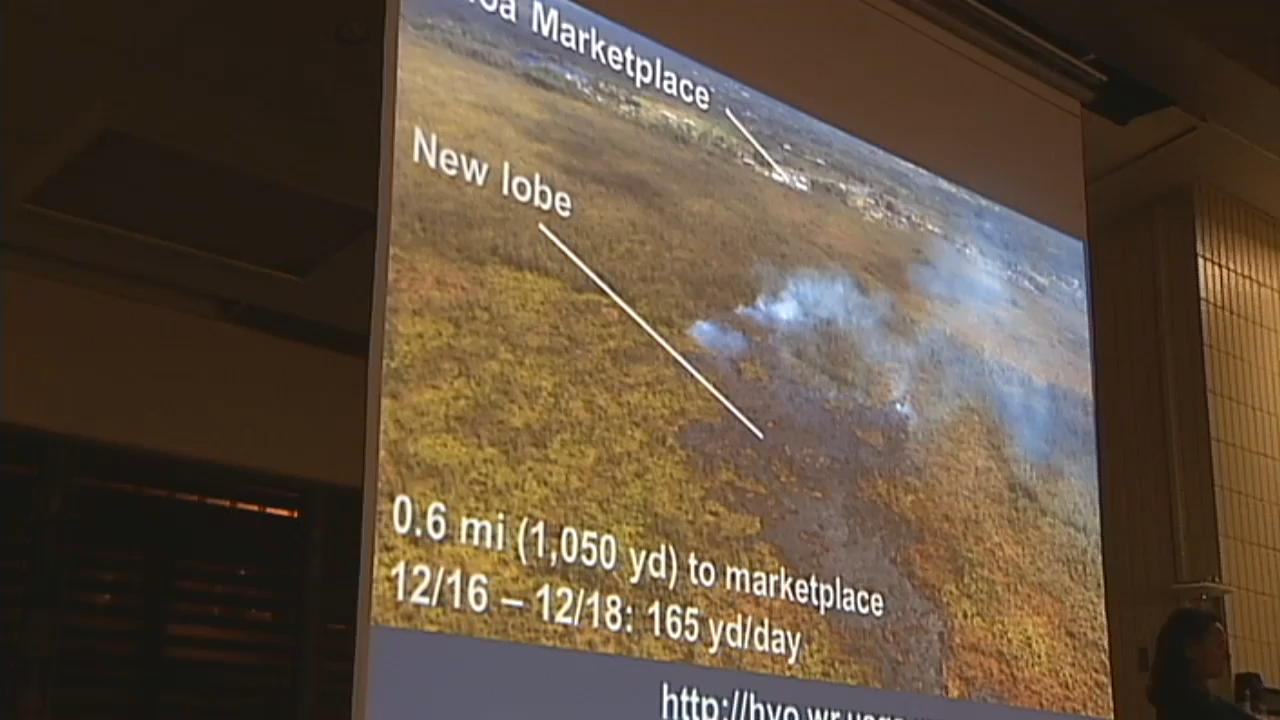 Marketplace
New lobe
0.6 mi (1,050 yd) to marketplace
12/16 – 12/18: 165 yd/day